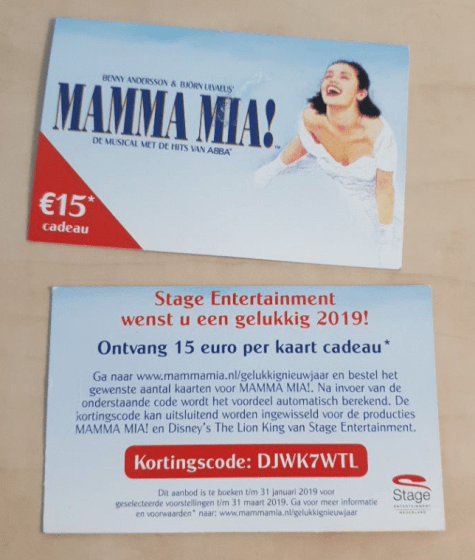 BENNY ANDERSSON & BJÖRN ULVAEUS'
MAMMA MIA!
DE MUSICAL MET DE HITS VAN ABBA*
€15*
cadeau
Stage Entertainment
wenst u een gelukkig 2019!
Ontvang 15 euro per kaart cadeau*
Ga naar www.mammamia.nl/gelukkignieuwjaar en bestel het
gewenste aantal kaarten voor MAMMA MIA!. Na invoer van de
onderstaande code wordt het voordeel automatisch berekend. De
kortingscode kan uitsluitend worden ingewisseld voor de producties
MAMMA MIA! en Disney's The Lion King van Stage Entertainment.
Kortingscode: DJWK7WTL
Dit aanbod is te boeken t/m 31 januari 2019 voor
geselecteerde voorstellingen t/m 31 maart 2019. Ga voor meer informatie
en voorwaarden* naar: www.mammamia.nl/gelukkignieuwjaar
Stage
ENTERTAINMENT
NEDERLAND